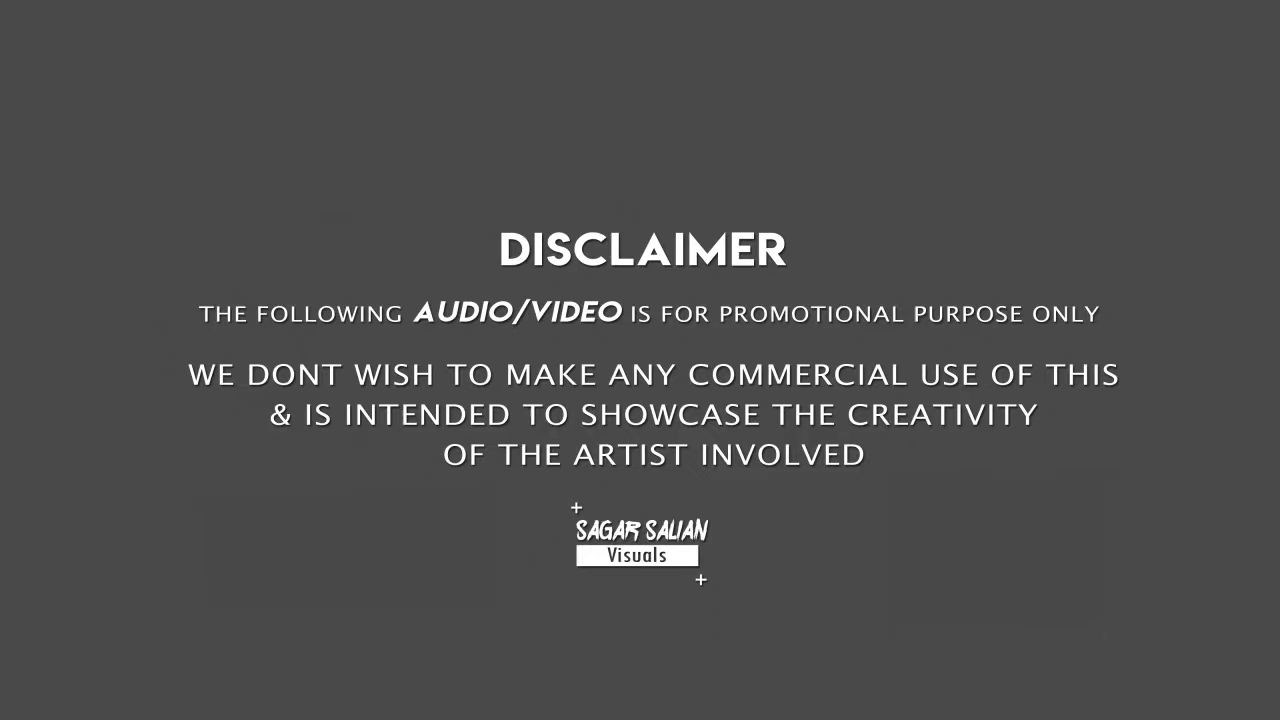 DISCLAIMER
THE FOLLOWING AUDIO/VIDEO IS FOR PROMOTIONAL PURPOSE ONLY
WE DONT WISH TO MAKE ANY COMMERCIAL USE OF THIS
& IS INTENDED TO SHOWCASE THE CREATIVITY
OF THE ARTIST INVOLVED
SAGAR SALIAN
Visuals